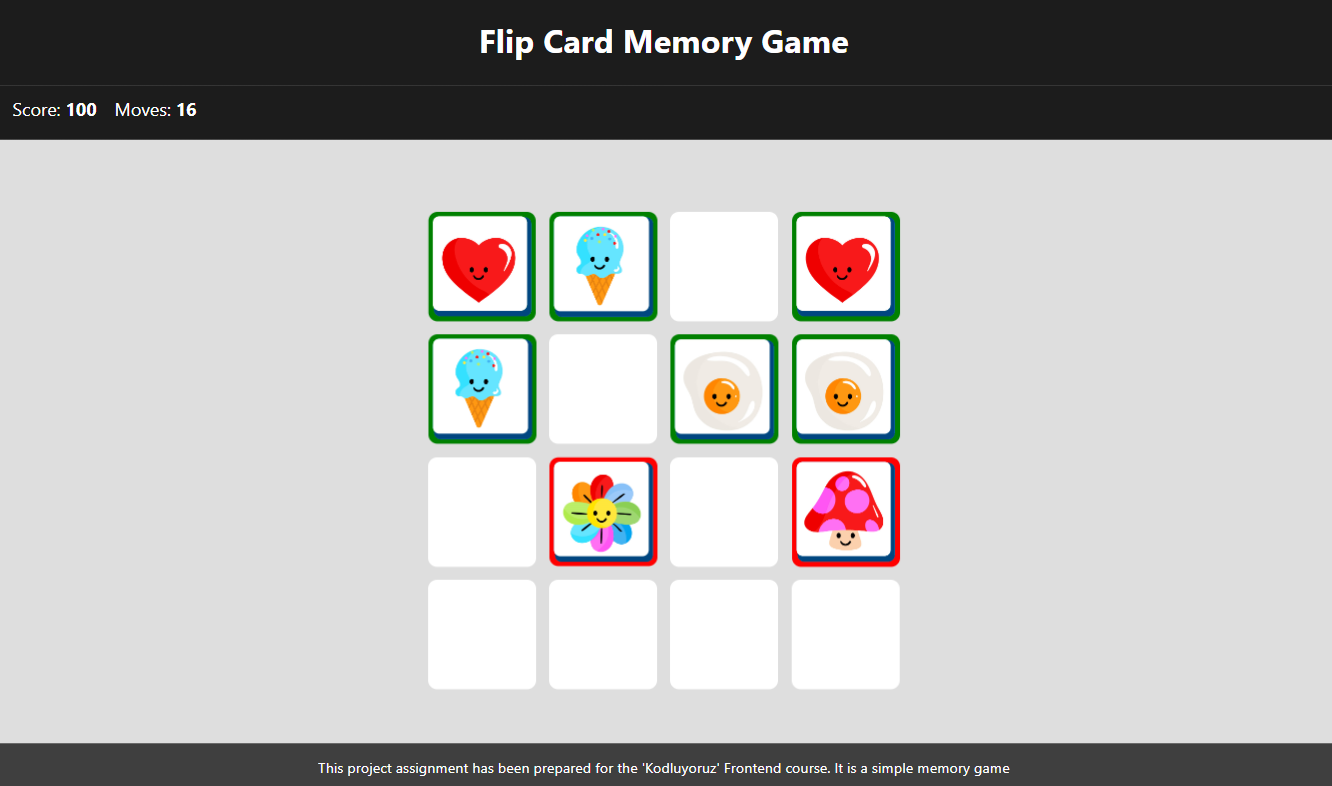 Flip Card Memory Game
Score: 100 Moves: 16
This project assignment has been prepared for the 'Kodluyoruz' Frontend course. It is a simple memory game